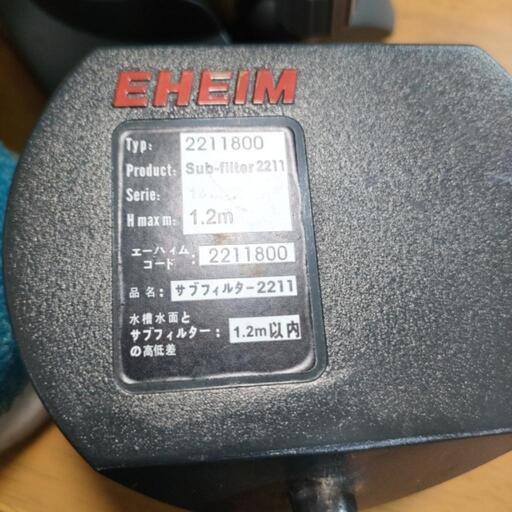 EHEIM
Typ: 2211800
Product: Sub-filter2211
Serie:
H max m: 1.2m
エーハイム
コード : 2211800
品名: サブフィルター2211
水槽水面と
サブフィルター: 1.2m以内
の高低差